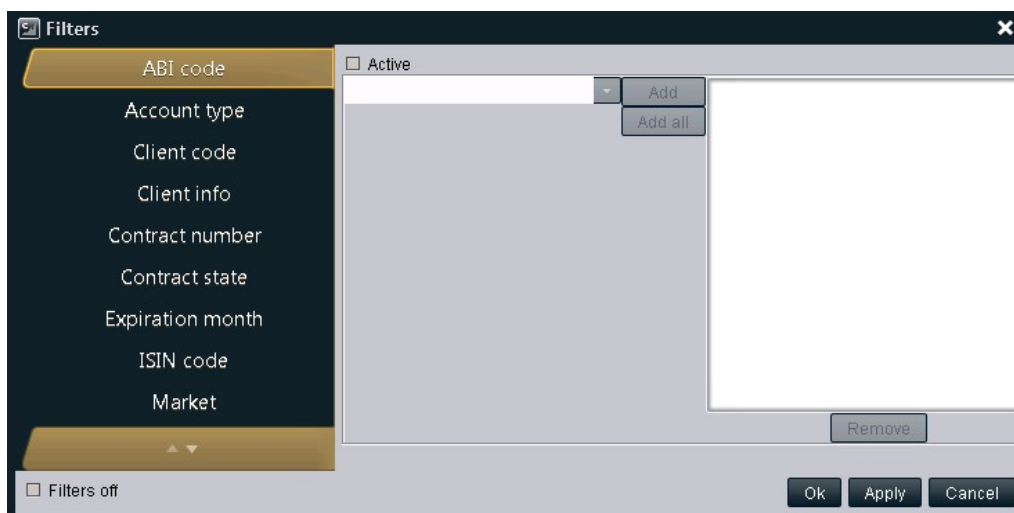 Filters
ABI code
Account type
Client code
Client info
Contract number
Contract state
Expiration month
ISIN code
Market
Active
Add
Add all
Remove
Filters off
Ok Apply Cancel